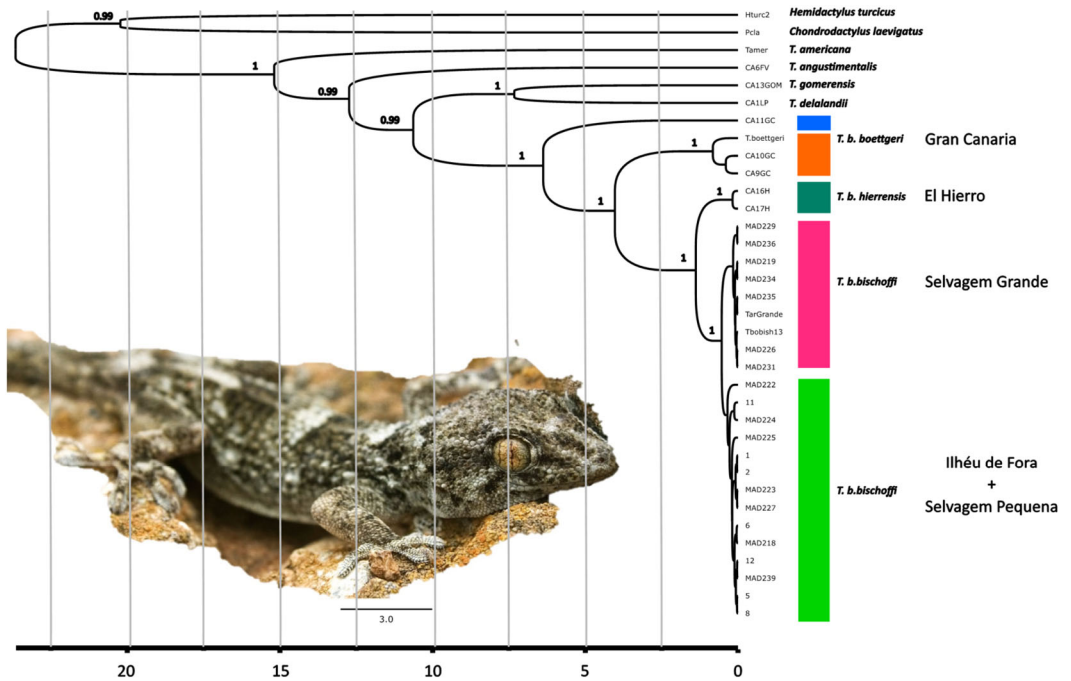 0.99
Hturc2 Hemidactylus turcicus
Pcla Chondrodactylus laevigatus
Tamer T. americana
1
CA6FV T. angustimentalis
0.99
CA13GOM T. gomerensis
1
CA1LP T. delalandii
0.99
CA11GC
T.boettgeri T. b. boettgeri Gran Canaria
1
1
CA10GC
CA9GC
CA16H
1
T. b. hierrensis El Hierro
1
CA17H
MAD229
MAD236
1
MAD219
MAD234 T. b.bischoffi Selvagem Grande
MAD235
TarGrande
Tbobish13
1
MAD226
MAD231
MAD222
11
MAD224
MAD225
1
Ilhéu de Fora
2
+
MAD223 T. b.bischoffi
MAD227 Selvagem Pequena
6
MAD218
12
MAD239
5
8
3.0
20 15 10 5 0